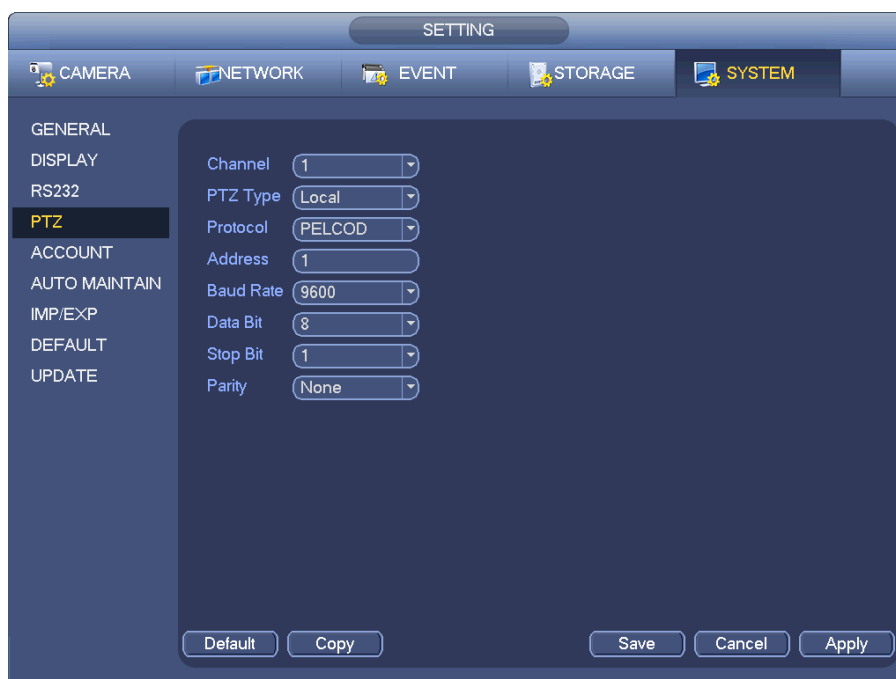 SETTING
CAMERA NETWORK EVENT STORAGE SYSTEM
GENERAL
DISPLAY
RS232
PTZ
ACCOUNT
AUTO MAINTAIN
IMP/EXP
DEFAULT
UPDATE
Channel 1
PTZ Type Local
Protocol PELCOD
Address 1
Baud Rate 9600
Data Bit 8
Stop Bit 1
Parity None
Default Copy Save Cancel Apply